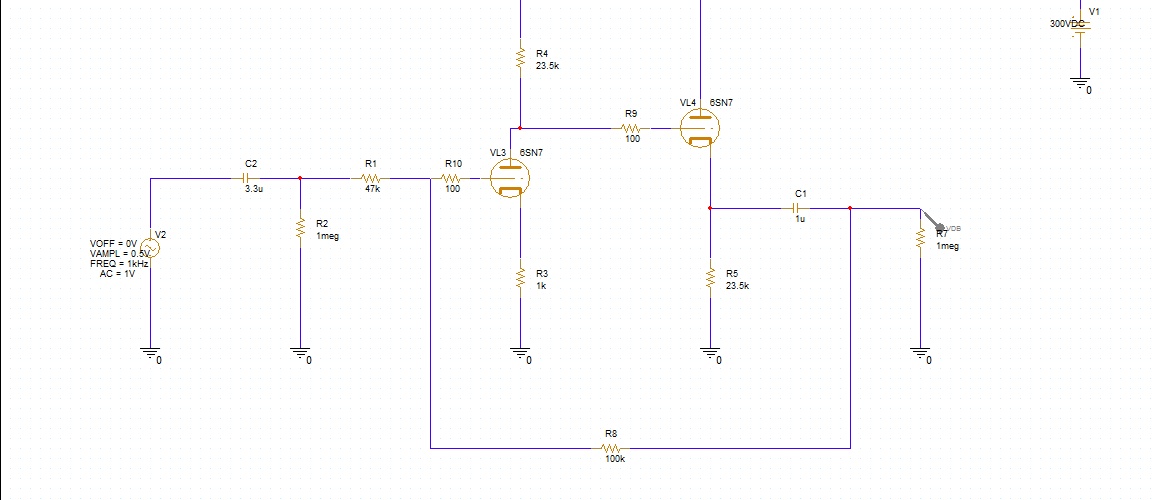 V1
300VDC
0
R4
23.5k
VL4 6SN7
R9
100
VL3 6SN7
C2
3.3u
R1
47k
R10
100
C1
1u
R2
1meg
V2
VOFF = 0V
VAMPL = 0.5V
FREQ = 1kHz
AC = 1V
VDB
R7
1meg
R3
1k
R5
23.5k
0
0
0
0
0
R8
100k